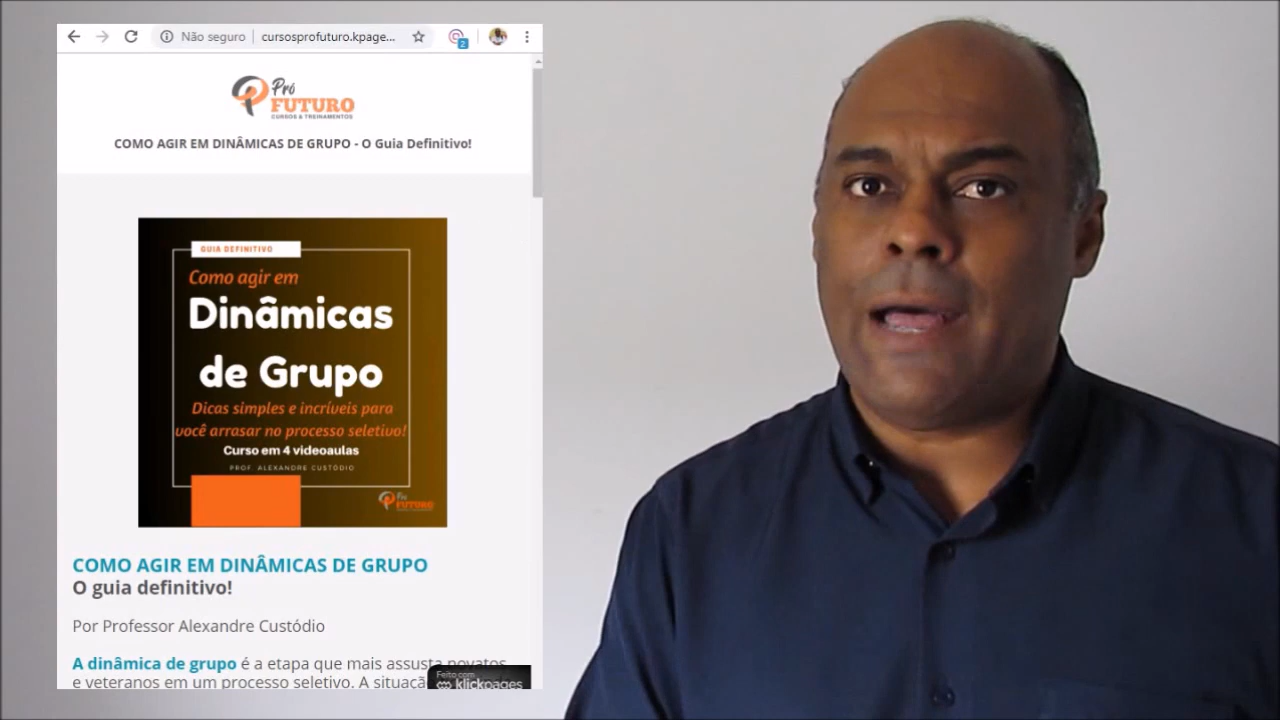 Não seguro
cursosprofuturo.kpage...
2
Pró
FUTURO
CURSOS & TREINAMENTOS
COMO AGIR EM DINÂMICAS DE GRUPO - O Guia Definitivo!
GUIA DEFINITIVO
Como agir em
Dinâmicas
de Grupo
Dicas simples e incríveis para
você arrasar no processo seletivo!
Curso em 4 videoaulas
PROF. ALEXANDRE CUSTÓDIO
FUTURO
COMO AGIR EM DINÂMICAS DE GRUPO
O guia definitivo!
Por Professor Alexandre Custódio
A dinâmica de grupo é a etapa que mais assusta novatos
e veteranos em um processo seletivo. A situaçã
Feito com
klickpages